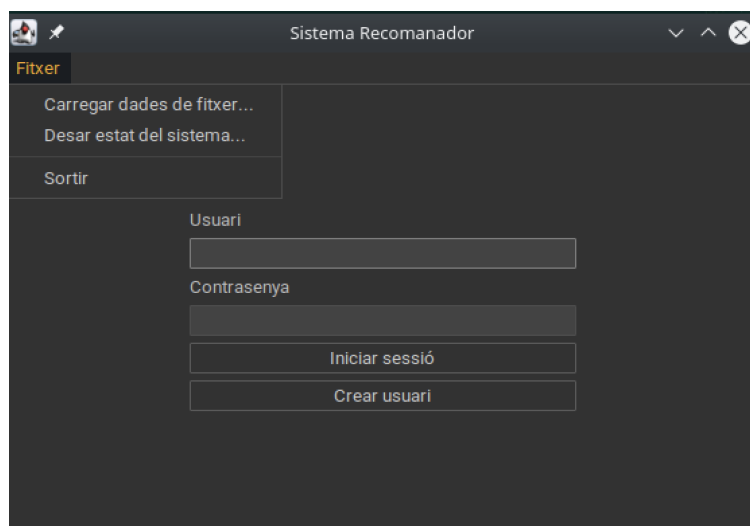 Sistema Recomanador
Fitxer
Carregar dades de fitxer...
Desar estat del sistema...
Sortir
Usuari
Contrasenya
Iniciar sessió
Crear usuari